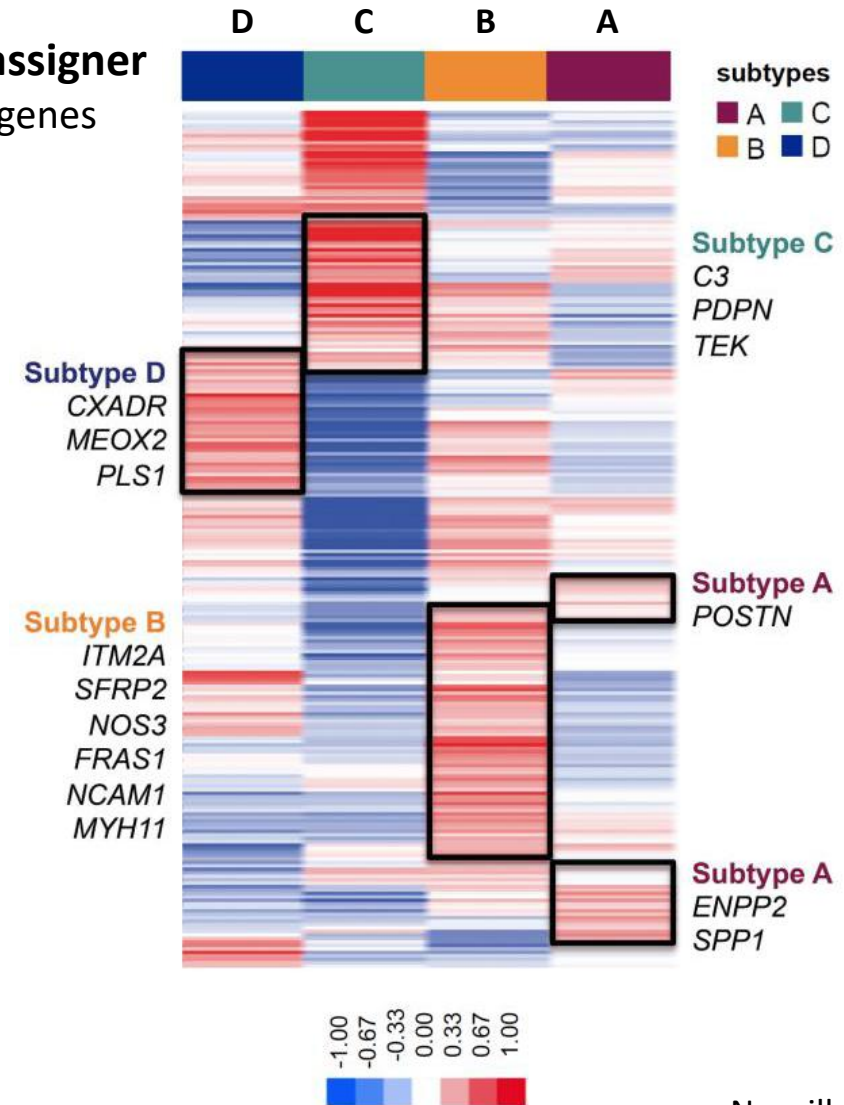 D C B A
assigner
genes
subtypes
A C
B D
Subtype C
C3
PDPN
TEK
Subtype D
CXADR
MEOX2
PLS1
Subtype A
POSTN
Subtype B
ITM2A
SFRP2
NOS3
FRAS1
NCAM1
MYH11
Subtype A
ENPP2
SPP1
-1.00 -0.67 -0.33 0.00 0.33 0.67 1.00